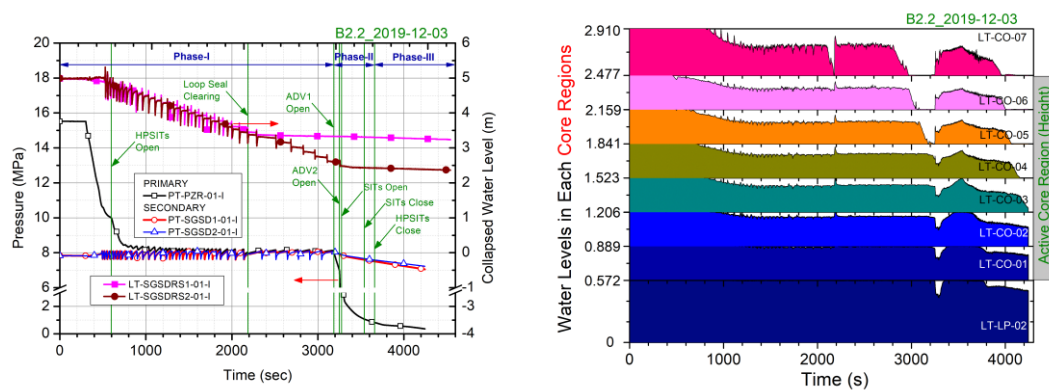 B2.2_2019-12-03
Phase-I
Phase-II
Phase-III
20
18
16
14
12
10
8
6
4
2
0
Pressure (MPa)
6
5
4
3
2
1
0
-1
-2
-3
-4
Collapsed Water Level (m)
Loop Seal
Clearing
ADV1
Open
HPSITs
Open
ADV2
Open
SITs Open
SITs Close
HPSITs
Close
PRIMARY
PT-PZR-01-I
SECONDARY
PT-SGSD1-01-I
PT-SGSD2-01-I
LT-SGSDRS1-01-I
LT-SGSDRS2-01-I
0
1000
2000
3000
4000
Time (sec)
B2.2_2019-12-03
2.910
2.477
2.159
1.841
1.523
1.206
0.889
0.572
0
Water Levels in Each Core Regions
LT-CO-07
LT-CO-06
LT-CO-05
LT-CO-04
LT-CO-03
LT-CO-02
LT-CO-01
LT-LP-02
Active Core Region (Height)
0
1000
2000
3000
4000
Time (s)